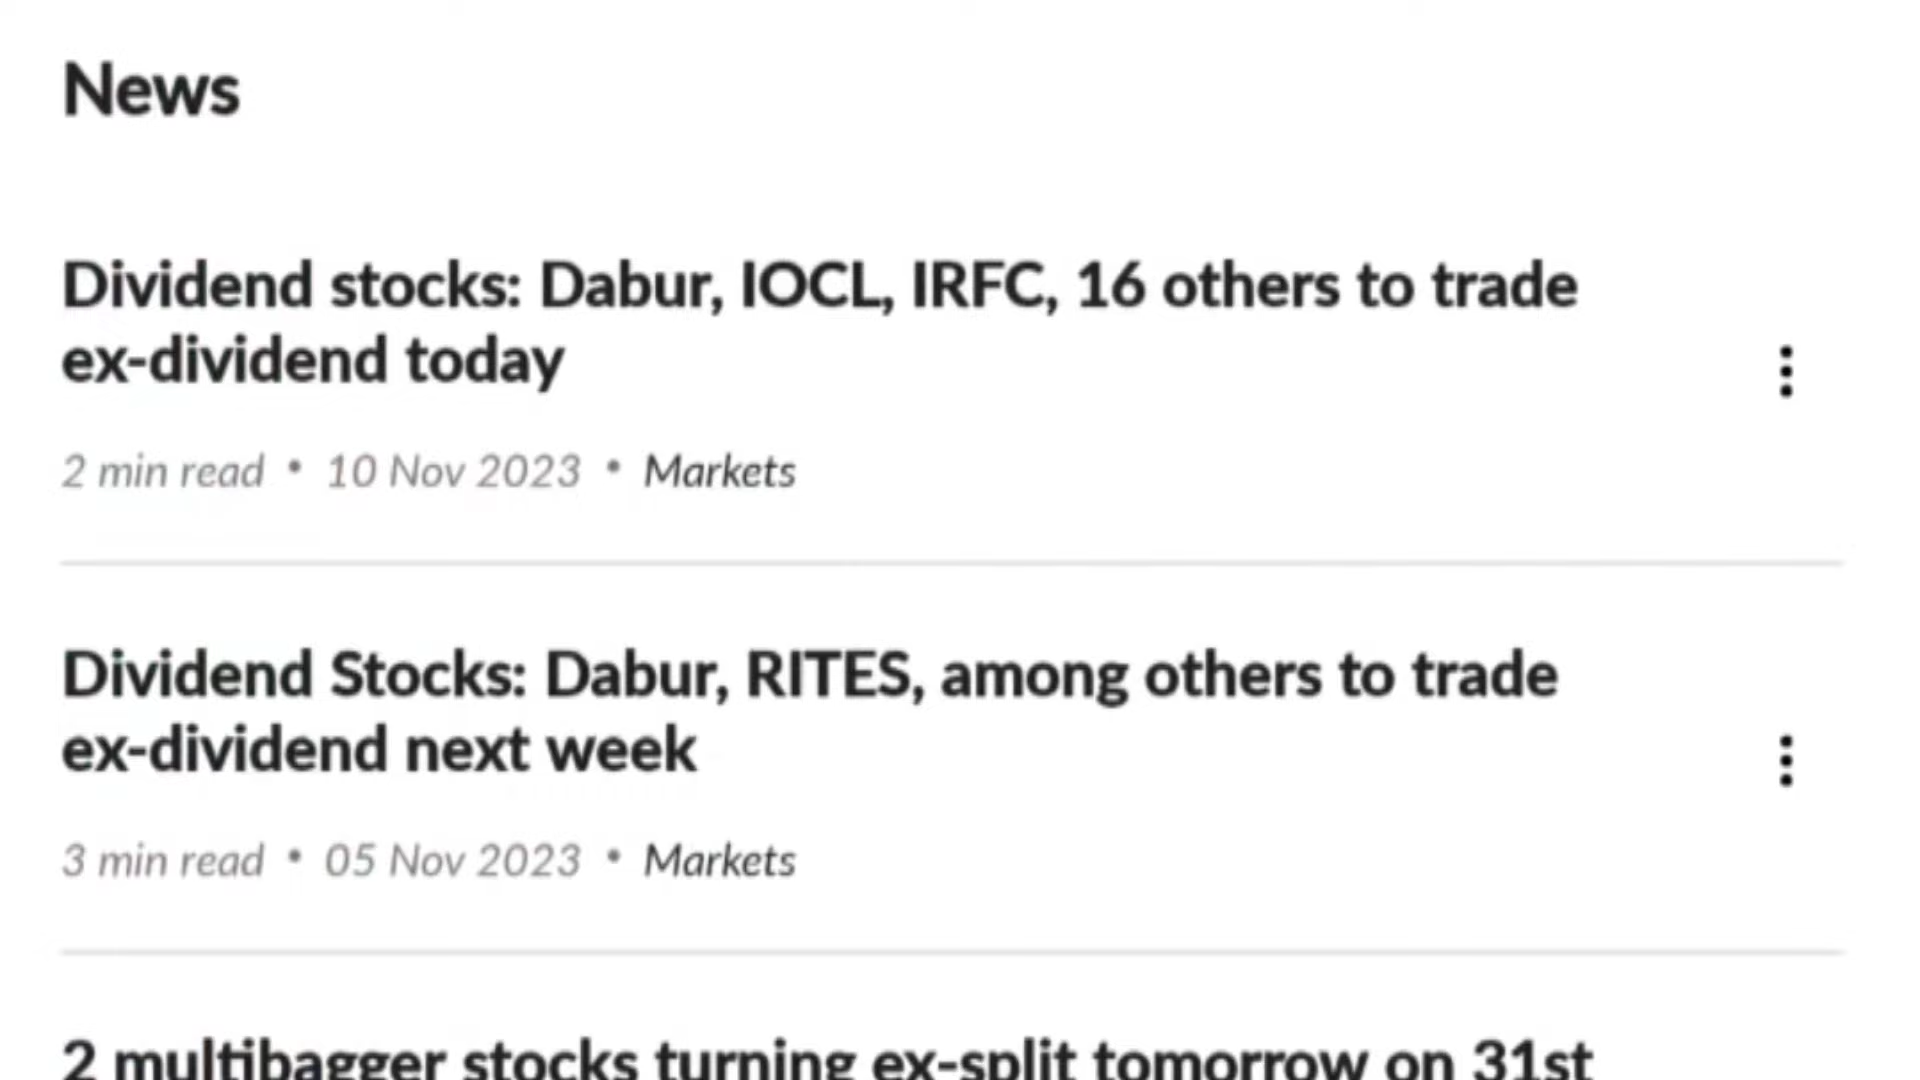 News
Dividend stocks: Dabur, IOCL, IRFC, 16 others to trade
ex-dividend today
2 min read • 10 Nov 2023 • Markets
Dividend Stocks: Dabur, RITES, among others to trade
ex-dividend next week
3 min read • 05 Nov 2023 • Markets
2 multibagger stocks turning ex-split tomorrow on 31st